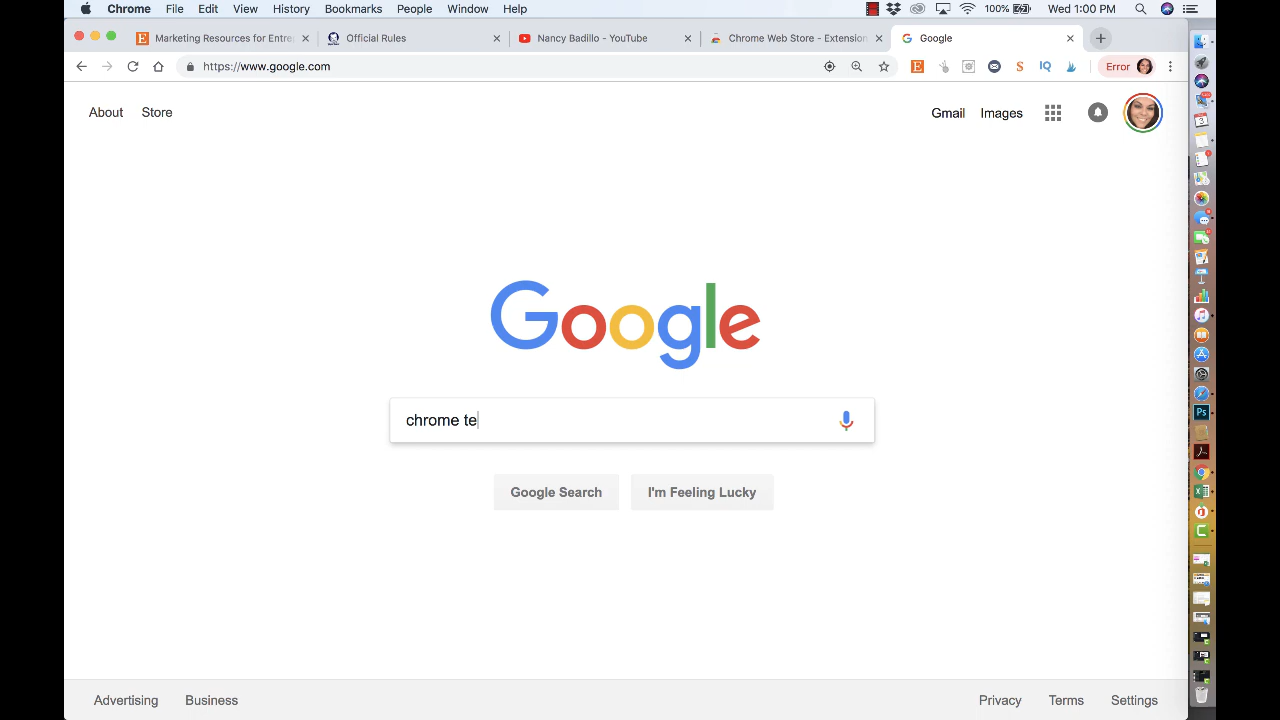 Chrome File Edit View History Bookmarks People Window Help 100% Wed 1:00 PM
Marketing Resources for Entre Official Rules Nancy Badillo - YouTube Chrome Web Store - Extension Google
https://www.google.com S IQ Error
About Store Gmail Images
Google
chrome te
Google Search I'm Feeling Lucky
Advertising Business Privacy Terms Settings